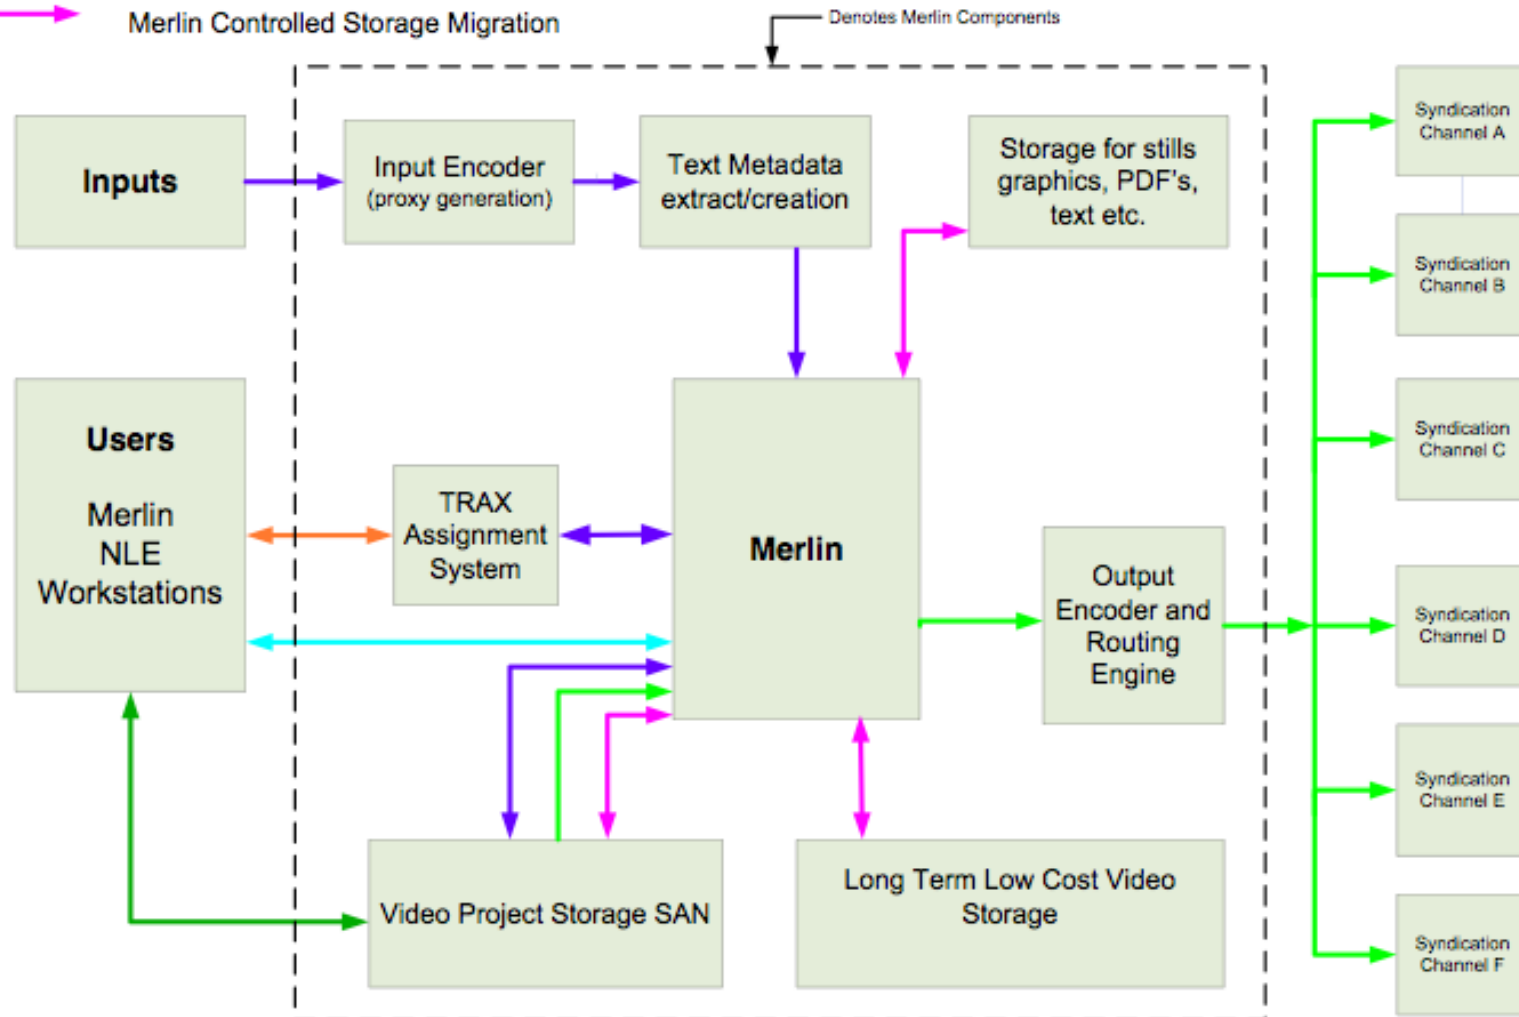 Merlin Controlled Storage Migration
Denotes Merlin Components
Inputs
Input Encoder
(proxy generation)
Text Metadata
extract/creation
Storage for stills
graphics, PDF's,
text etc.
Syndication
Channel A
Syndication
Channel B
Users
Merlin
NLE
Workstations
TRAX
Assignment
System
Merlin
Output
Encoder and
Routing
Engine
Syndication
Channel C
Syndication
Channel D
Video Project Storage SAN
Long Term Low Cost Video
Storage
Syndication
Channel E
Syndication
Channel F